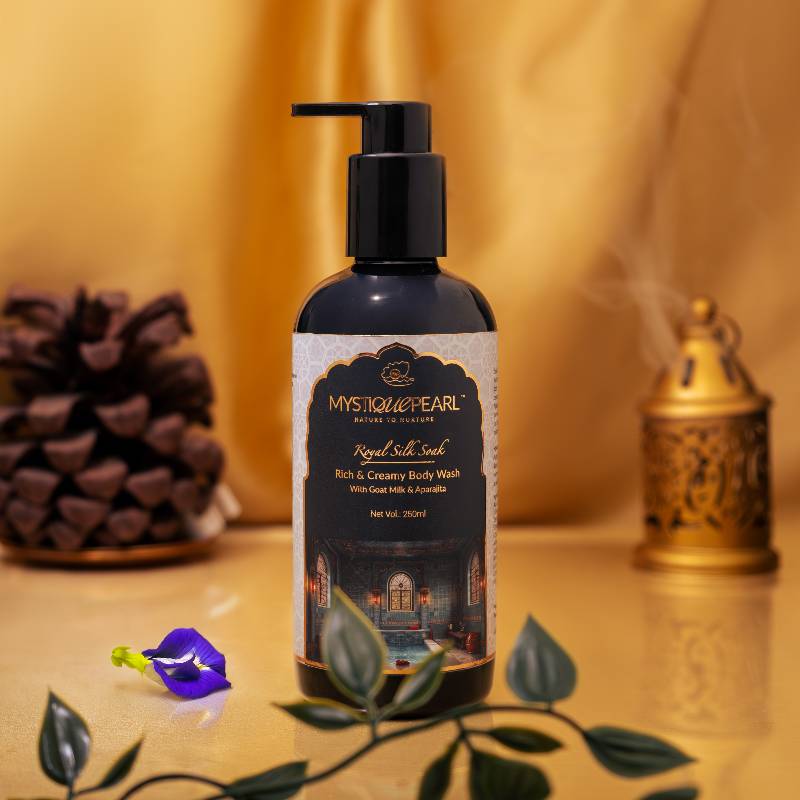 MYSTIQUEPEARL™
NATURE TO NURTURE
Royal Silk Soak
Rich & Creamy Body Wash
With Goat Milk & Aparajita
Net Vol.: 250ml